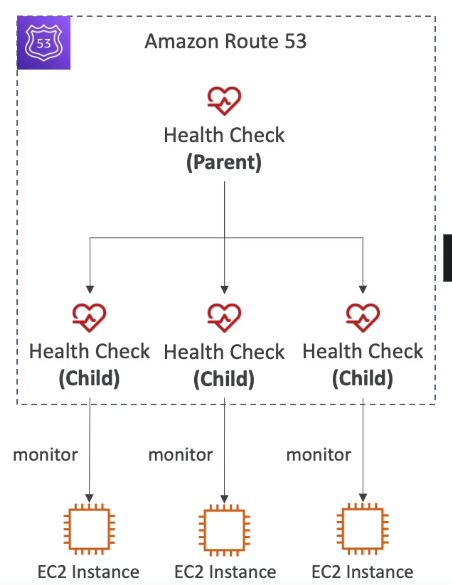 53
Amazon Route 53
Health Check
(Parent)
Health Check
(Child)
Health Check
(Child)
Health Check
(Child)
monitor
monitor
monitor
EC2 Instance
EC2 Instance
EC2 Instance